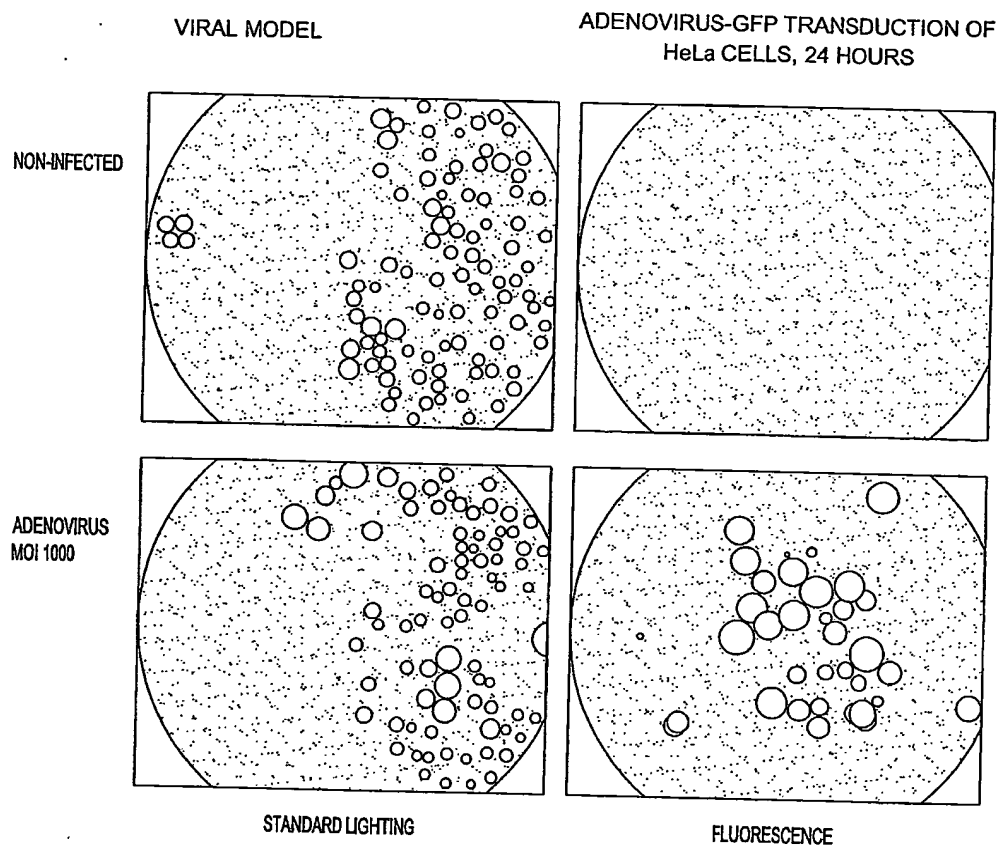 VIRAL MODEL
ADENOVIRUS-GFP TRANSDUCTION OF
HeLa CELLS, 24 HOURS
NON-INFECTED
ADENOVIRUS
MOI 1000
STANDARD LIGHTING
FLUORESCENCE